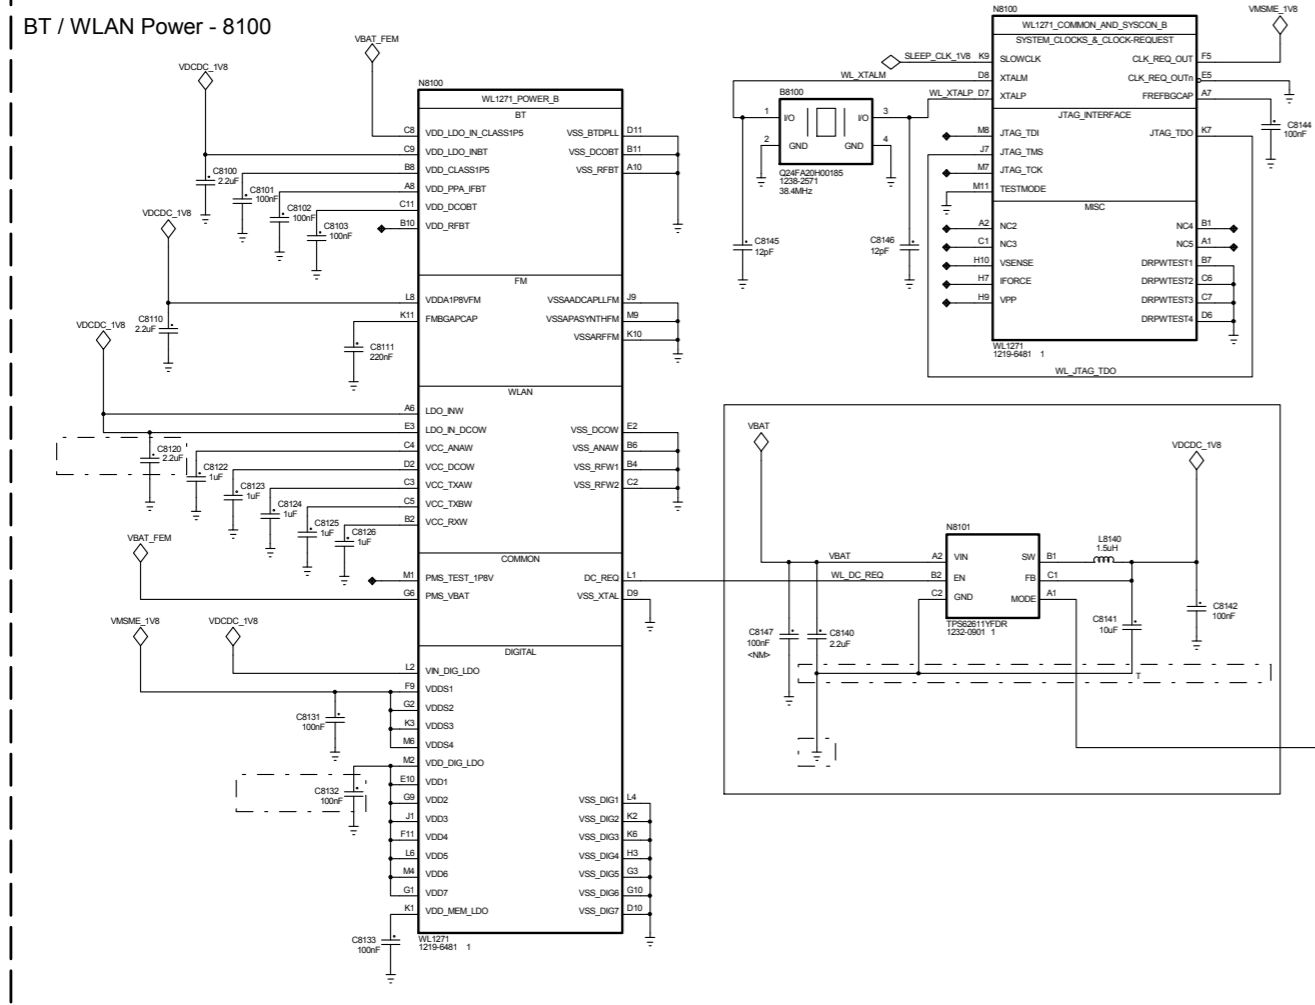 BT / WLAN Power - 8100
VBAT_FEM
VDCDC_1V8
N8100
WL1271_POWER_B
BT
C8 VDD_LDO_IN_CLASS1P5 VSS_BTDPLL D11
C9 VDD_LDO_INBT VSS_DCOBT B11
B8 VDD_CLASS1P5 VSS_RFBT A10
A8 VDD_PPA_IFBT
C11 VDD_DCOBT
B10 VDD_RFBT
C8100
2.2uF
C8101
100nF
C8102
100nF
C8103
100nF
VDCDC_1V8
FM
L8 VDDA1P8VFM VSSAADCAPLLFM J9
K11 FMBGAPCAP VSSAPASYNTHFM M9
VSSARFFM K10
C8110
2.2uF
C8111
220nF
VDCDC_1V8
WLAN
A6 LDO_INW
E3 LDO_IN_DCOW VSS_DCOW E2
C4 VCC_ANAW VSS_ANAW B6
D2 VCC_DCOW VSS_RFW1 B4
C3 VCC_TXAW VSS_RFW2 C2
C5 VCC_TXBW
B2 VCC_RXW
C8120
2.2uF
C8122
1uF
C8123
1uF
C8124
1uF
C8125
1uF
C8126
1uF
VBAT_FEM
COMMON
M1 PMS_TEST_1P8V DC_REQ L1
G6 PMS_VBAT VSS_XTAL D9
VMSME_1V8 VDCDC_1V8
DIGITAL
L2 VIN_DIG_LDO
F9 VDDS1
G2 VDDS2
K3 VDDS3
M6 VDDS4
M2 VDD_DIG_LDO
E10 VDD1
G9 VDD2 VSS_DIG1 L4
J1 VDD3 VSS_DIG2 K2
F11 VDD4 VSS_DIG3 K6
L6 VDD5 VSS_DIG4 H3
M4 VDD6 VSS_DIG5 G3
G1 VDD7 VSS_DIG6 G10
K1 VDD_MEM_LDO VSS_DIG7 D10
C8131
100nF
C8132
100nF
C8133
100nF
WL1271
1219-6481 1
N8100
VMSME_1V8
WL1271_COMMON_AND_SYSCON_B
SYSTEM_CLOCKS_&_CLOCK-REQUEST
SLEEP_CLK_1V8 K9 SLOWCLK CLK_REQ_OUT F5
WL_XTALM D8 XTALM CLK_REQ_OUTn E5
WL_XTALP D7 XTALP FREFBGCAP A7
JTAG_INTERFACE
M8 JTAG_TDI JTAG_TDO K7
J7 JTAG_TMS
M7 JTAG_TCK
M11 TESTMODE
MISC
A2 NC2 NC4 B1
C1 NC3 NC5 A1
H10 VSENSE DRPWTEST1 B7
H7 IFORCE DRPWTEST2 C6
H9 VPP DRPWTEST3 C7
DRPWTEST4 D6
WL1271
1219-6481 1
WL_JTAG_TDO
C8144
100nF
B8100
1 I/O I/O 3
2 GND GND 4
Q24FA20H00185
1238-2571
38.4MHz
C8145
12pF
C8146
12pF
VBAT
VDCDC_1V8
N8101
L8140
1.5uH
VBAT A2 VIN SW B1
WL_DC_REQ B2 EN FB C1
C2 GND MODE A1
TPS62611YFDR
1232-0901 1
C8147
100nF
<NM>
C8140
2.2uF
C8141
10uF
C8142
100nF
T